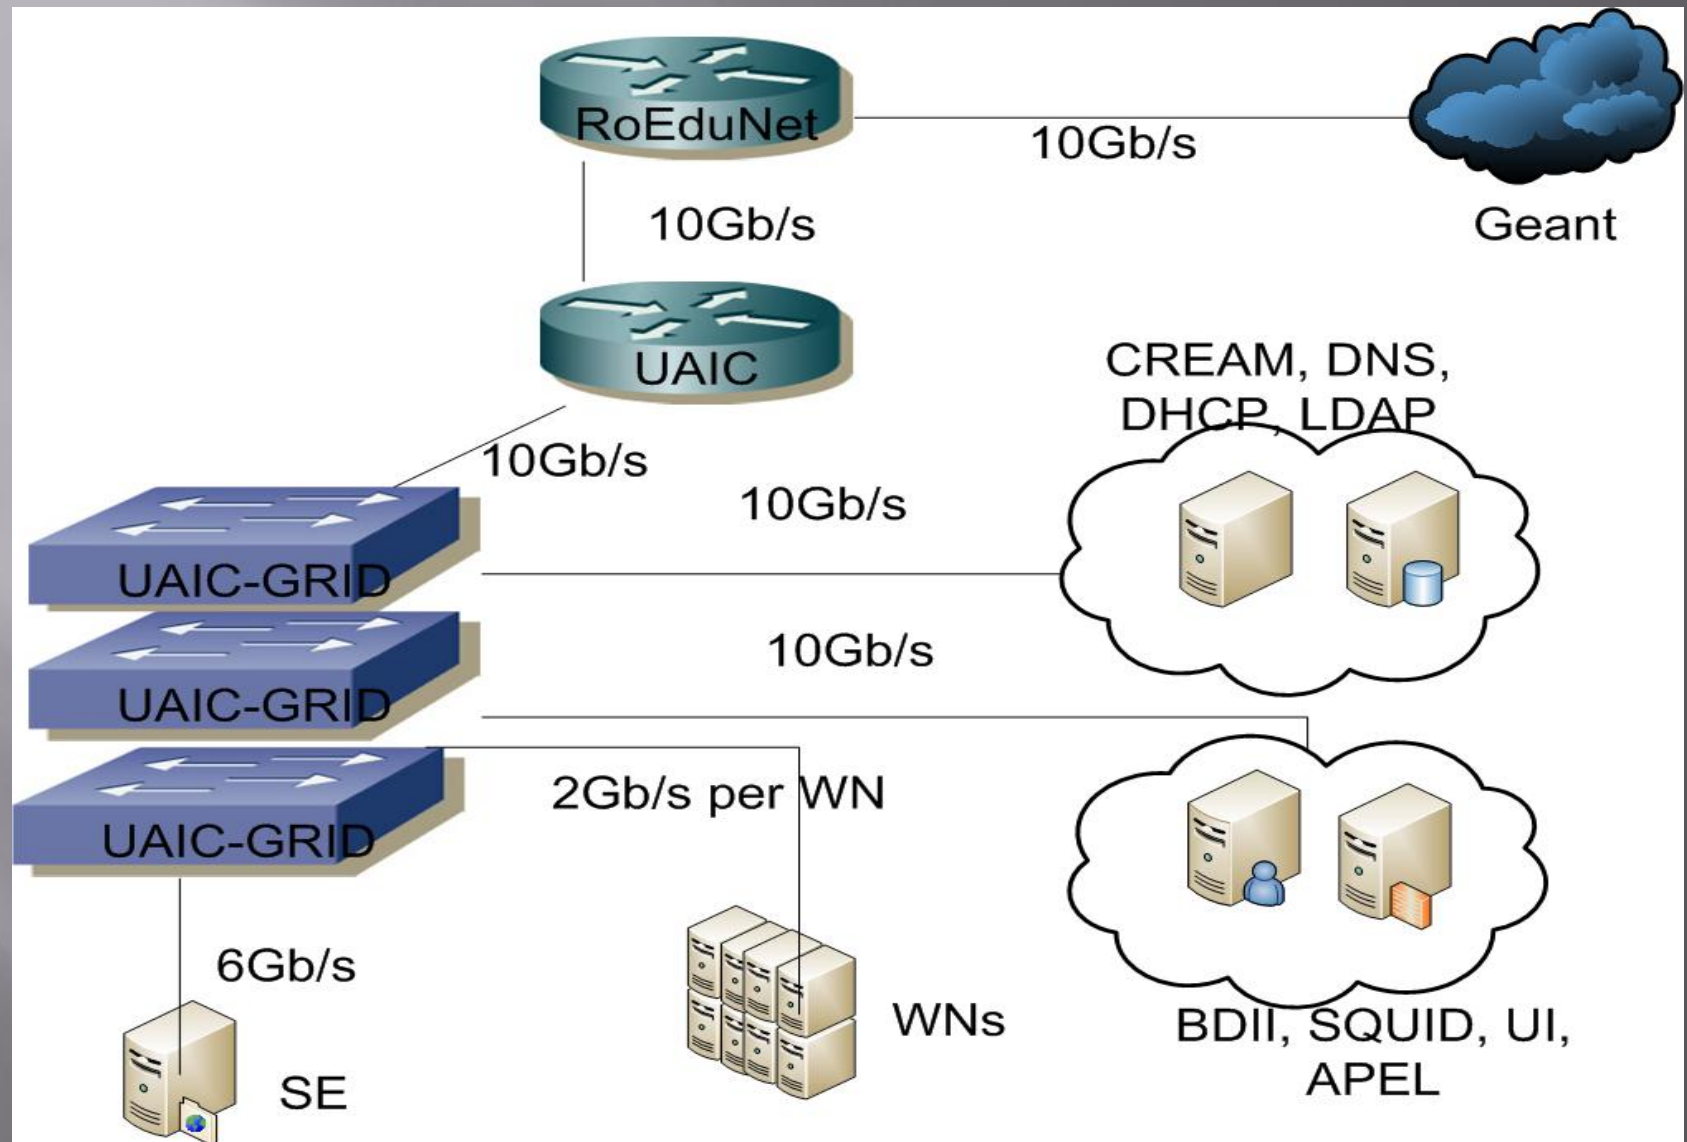 RoEduNet
10Gb/s
Geant
10Gb/s
UAIC
10Gb/s
CREAM, DNS,
DHCP, LDAP
10Gb/s
UAIC-GRID
10Gb/s
UAIC-GRID
2Gb/s per WN
UAIC-GRID
6Gb/s
WNs
BDII, SQUID, UI,
APEL
SE